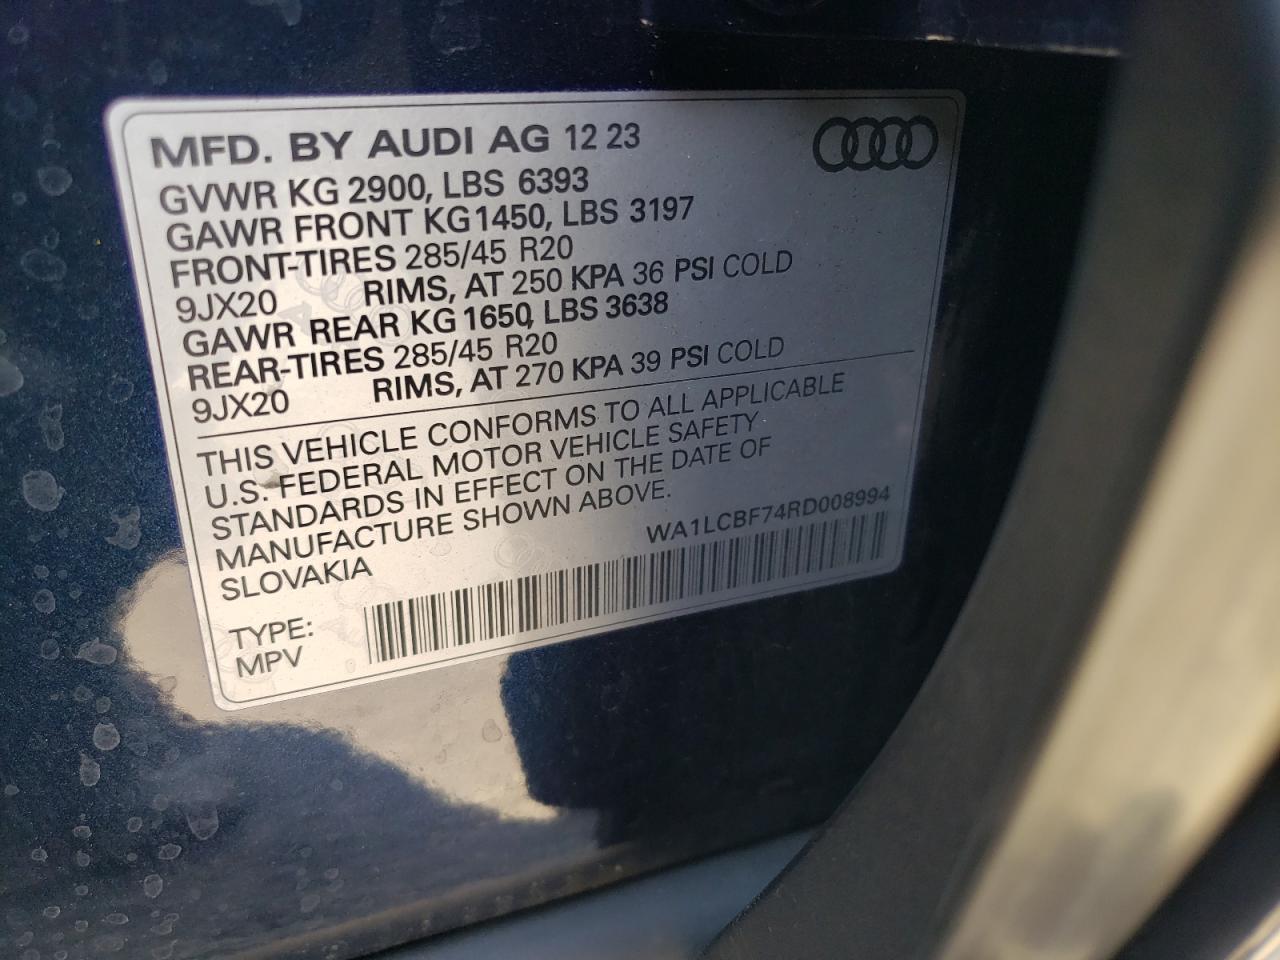 MFD. BY AUDI AG 12 23
GVWR KG 2900, LBS 6393
GAWR FRONT KG 1450, LBS 3197
FRONT-TIRES 285/45 R20
9JX20 RIMS, AT 250 KPA 36 PSI COLD
GAWR REAR KG 1650, LBS 3638
REAR-TIRES 285/45 R20
9JX20 RIMS, AT 270 KPA 39 PSI COLD
THIS VEHICLE CONFORMS TO ALL APPLICABLE
U.S. FEDERAL MOTOR VEHICLE SAFETY
STANDARDS IN EFFECT ON THE DATE OF
MANUFACTURE SHOWN ABOVE.
SLOVAKIA
WA1LCBF74RD008994
TYPE:
MPV